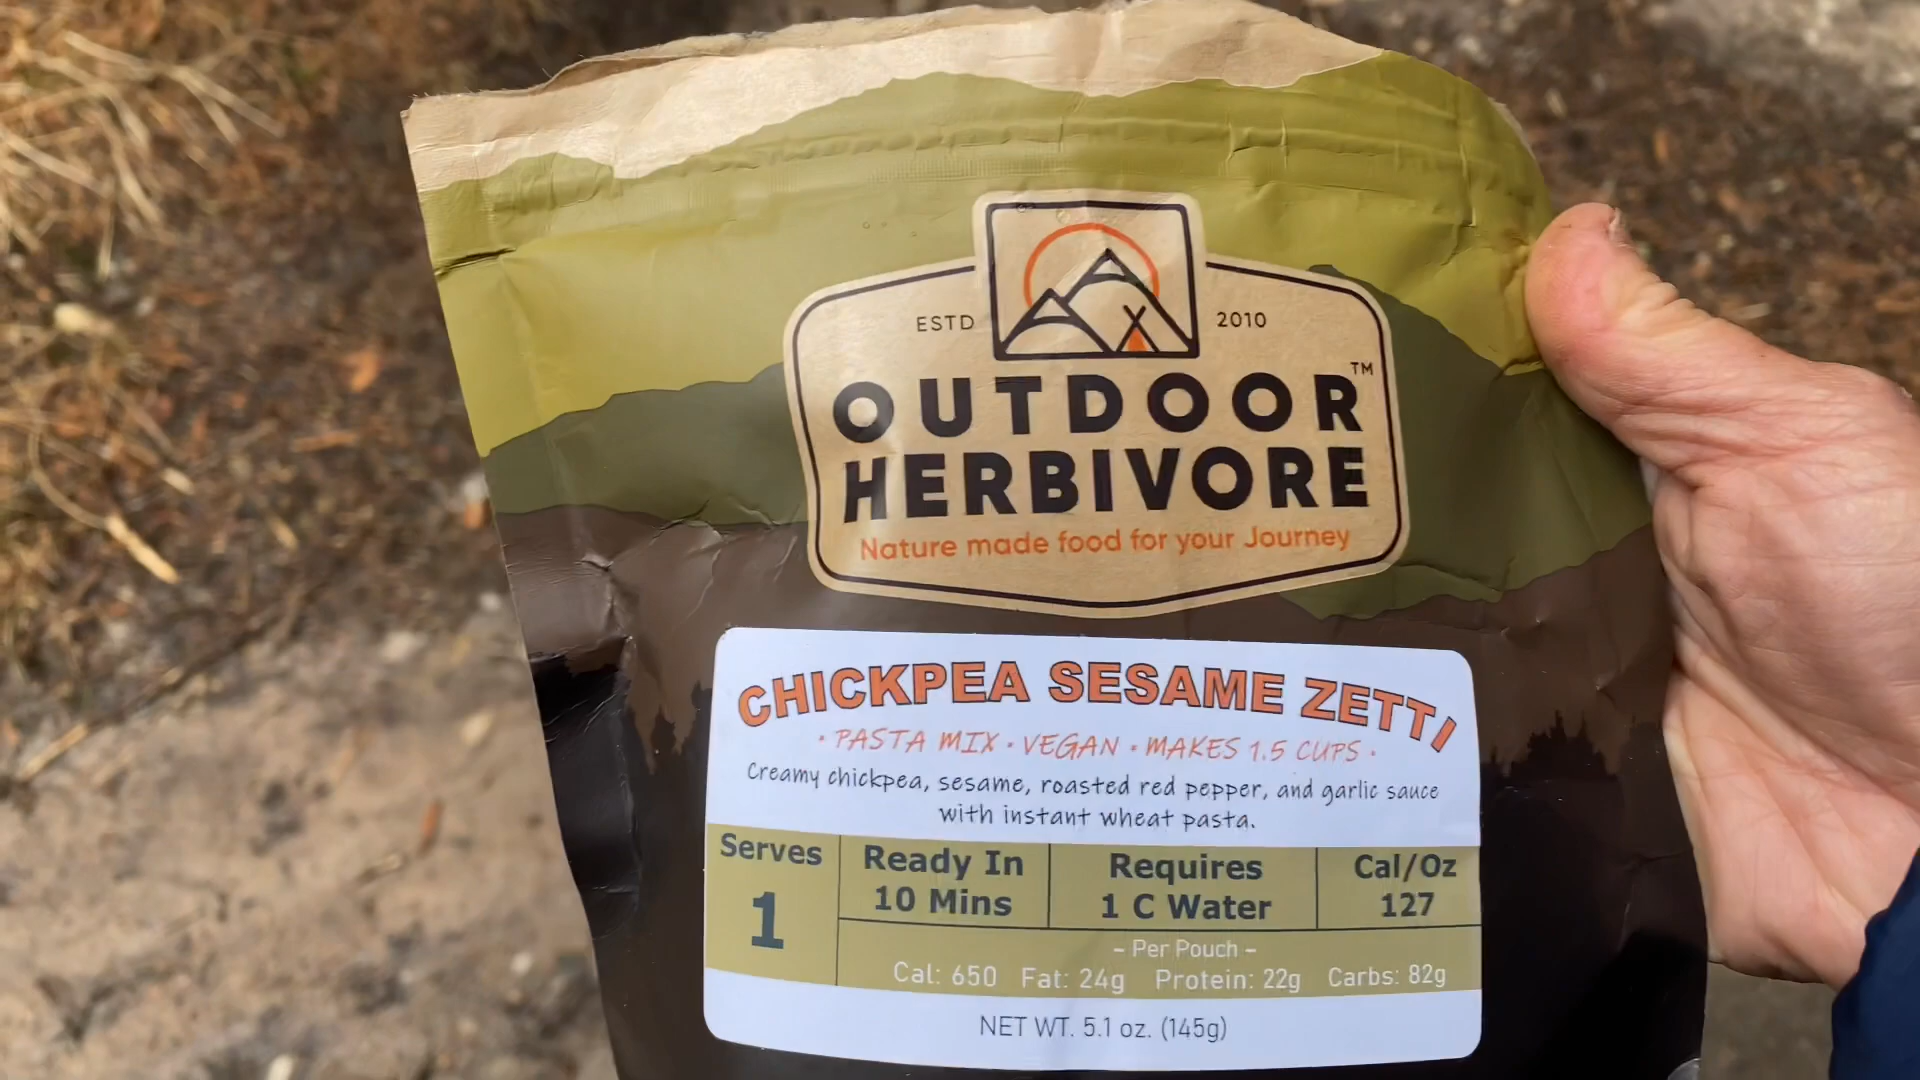 ESTD 2010
OUTDOOR™
HERBIVORE
Nature made food for your Journey
CHICKPEA SESAME ZETTI
· PASTA MIX · VEGAN · MAKES 1.5 CUPS ·
Creamy chickpea, sesame, roasted red pepper, and garlic sauce
with instant wheat pasta.
Serves
1
Ready In
10 Mins
Requires
1 C Water
Cal/Oz
127
– Per Pouch –
Cal: 650 Fat: 24g Protein: 22g Carbs: 82g
NET WT. 5.1 oz. (145g)